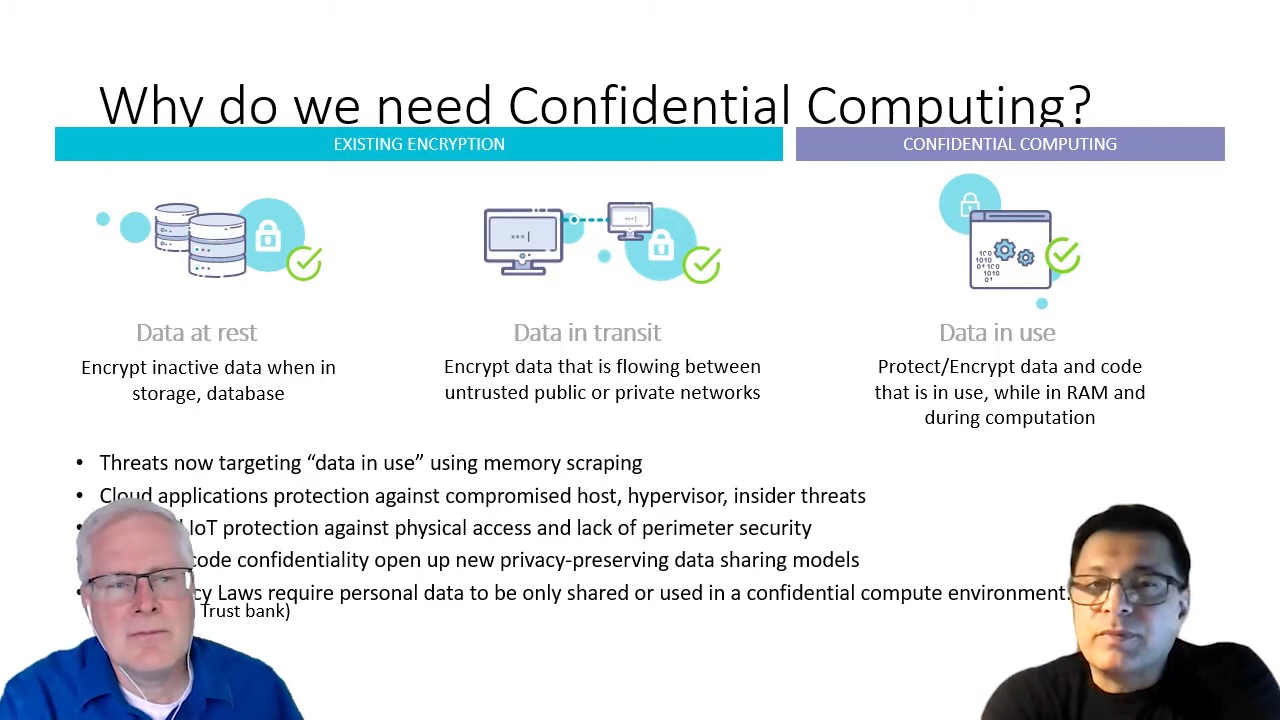 Why do we need Confidential Computing?
EXISTING ENCRYPTION
CONFIDENTIAL COMPUTING
Data at rest
Encrypt inactive data when in
storage, database
Data in transit
Encrypt data that is flowing between
untrusted public or private networks
Data in use
Protect/Encrypt data and code
that is in use, while in RAM and
during computation
• Threats now targeting “data in use” using memory scraping
• Cloud applications protection against compromised host, hypervisor, insider threats
IoT protection against physical access and lack of perimeter security
code confidentiality open up new privacy-preserving data sharing models
Laws require personal data to be only shared or used in a confidential compute environment.
Trust bank)